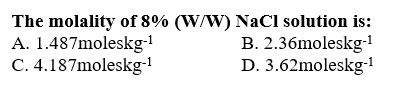 The molality of 8% (W/W) NaCl solution is:
A. 1.487moleskg⁻¹ B. 2.36moleskg⁻¹
C. 4.187moleskg⁻¹ D. 3.62moleskg⁻¹